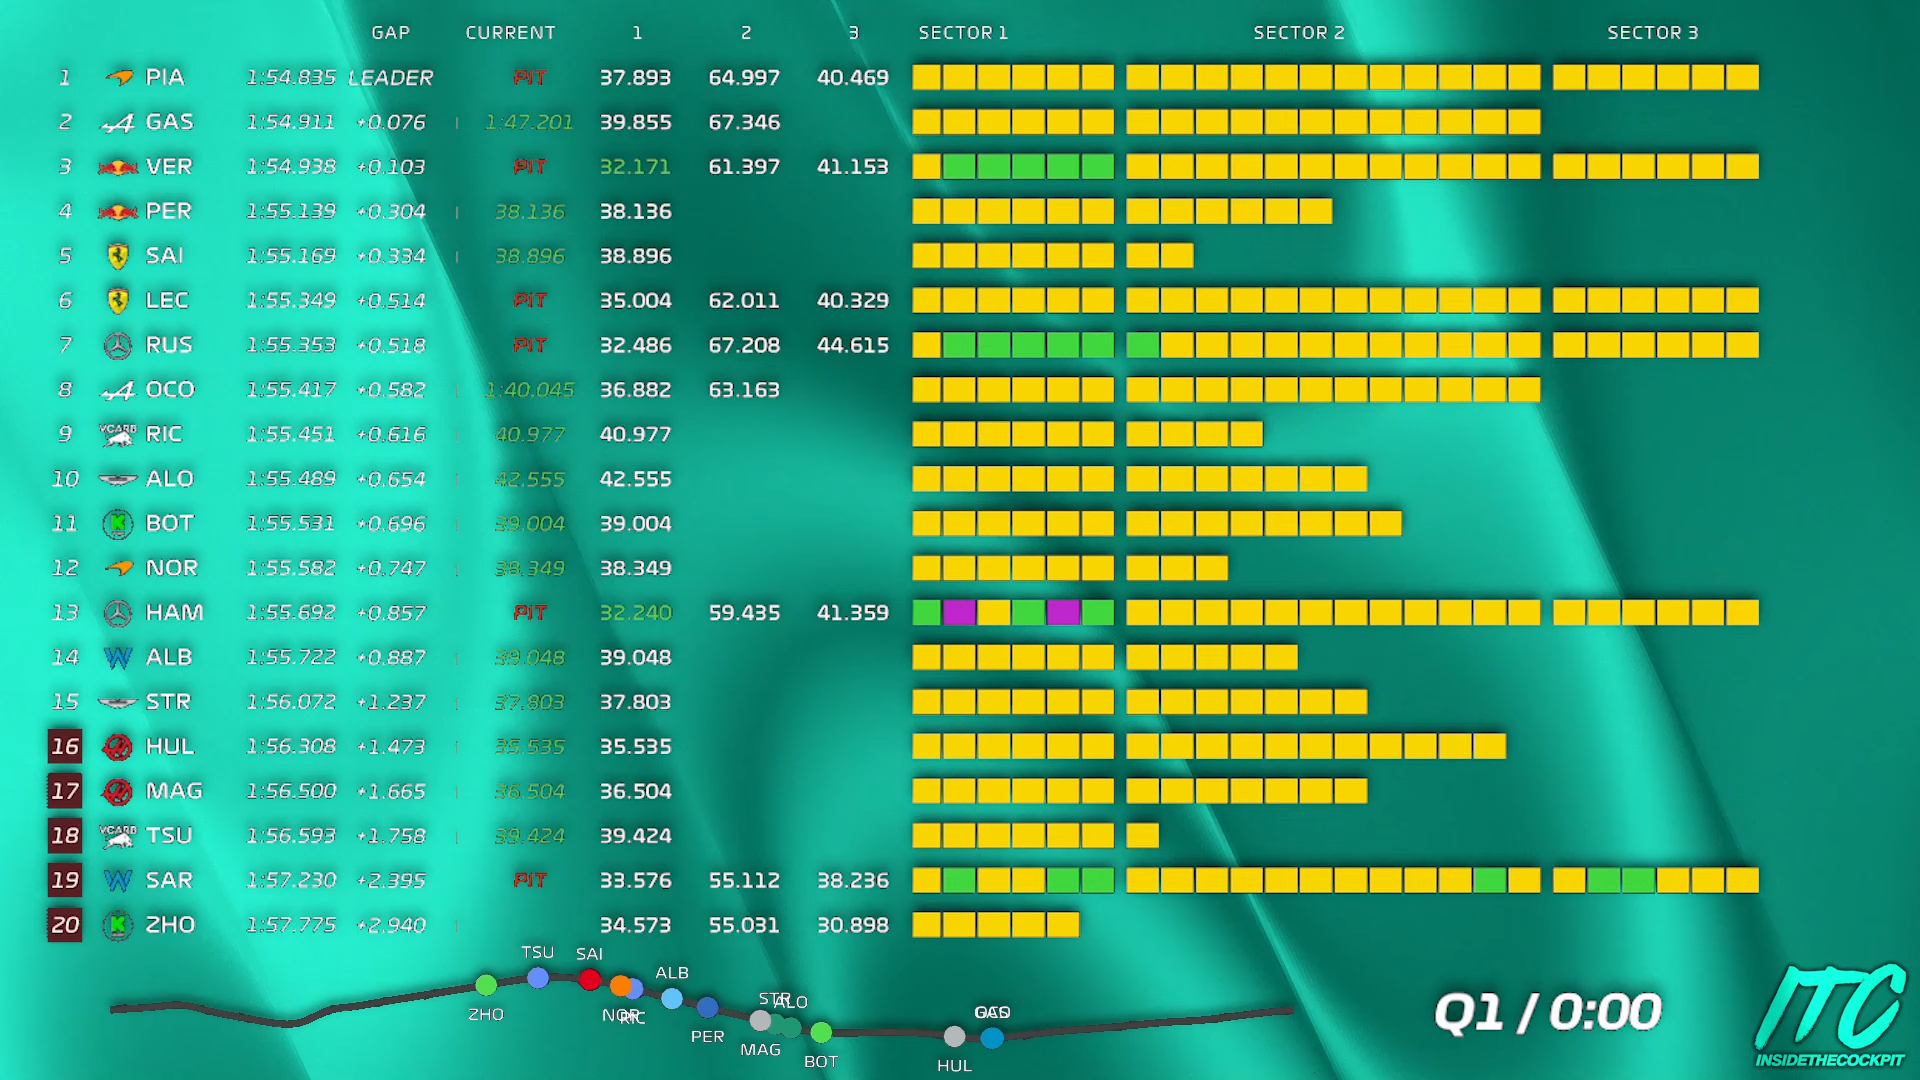 GAP CURRENT 1 2 3 SECTOR 1 SECTOR 2 SECTOR 3
1 PIA 1:54.835 LEADER PIT 37.893 64.997 40.469
2 GAS 1:54.911 +0.076 1:47.201 39.855 67.346
3 VER 1:54.938 +0.103 PIT 32.171 61.397 41.153
4 PER 1:55.139 +0.304 38.136 38.136
5 SAI 1:55.169 +0.334 38.896 38.896
6 LEC 1:55.349 +0.514 PIT 35.004 62.011 40.329
7 RUS 1:55.353 +0.518 PIT 32.486 67.208 44.615
8 OCO 1:55.417 +0.582 1:40.045 36.882 63.163
9 VCARB RIC 1:55.451 +0.616 40.977 40.977
10 ALO 1:55.489 +0.654 42.555 42.555
11 K BOT 1:55.531 +0.696 39.004 39.004
12 NOR 1:55.582 +0.747 38.349 38.349
13 HAM 1:55.692 +0.857 PIT 32.240 59.435 41.359
14 W ALB 1:55.722 +0.887 39.048 39.048
15 STR 1:56.072 +1.237 37.803 37.803
16 HUL 1:56.308 +1.473 35.535 35.535
17 MAG 1:56.500 +1.665 36.504 36.504
18 VCARB TSU 1:56.593 +1.758 39.424 39.424
19 W SAR 1:57.230 +2.395 PIT 33.576 55.112 38.236
20 K ZHO 1:57.775 +2.940 34.573 55.031 30.898
TSU SAI ALB
STR ALO
ZHO NOR RIC PER MAG BOT HUL
Q1 / 0:00
ITC
INSIDETHECOCKPIT